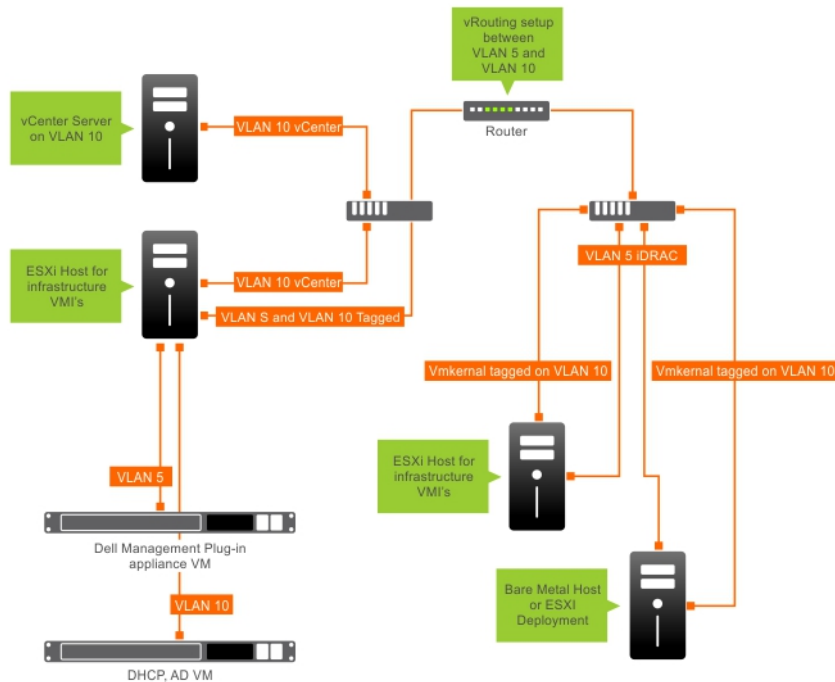 vRouting setup
between
VLAN 5 and
VLAN 10
Router
vCenter Server
on VLAN 10
VLAN 10 vCenter
ESXi Host for
infrastructure
VMI's
VLAN 10 vCenter
VLAN S and VLAN 10 Tagged
VLAN 5 iDRAC
Vmkernal tagged on VLAN 10
Vmkernal tagged on VLAN 10
ESXi Host for
infrastructure
VMI's
VLAN 5
Dell Management Plug-in
appliance VM
VLAN 10
DHCP, AD VM
Bare Metal Host
or ESXI
Deployment